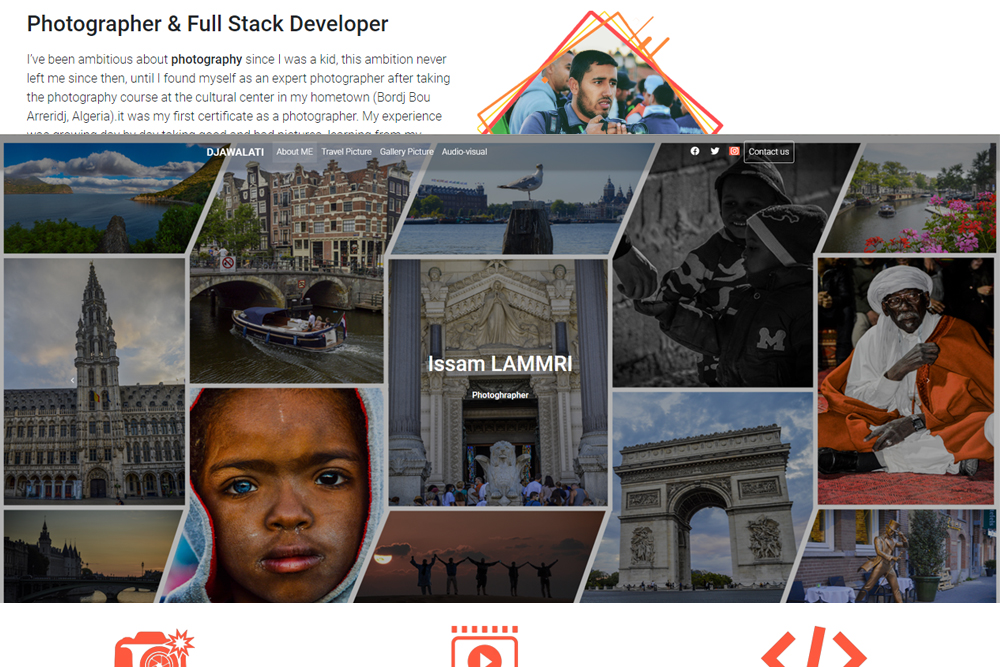 Photographer & Full Stack Developer
I've been ambitious about photography since I was a kid, this ambition never
left me since then, until I found myself as an expert photographer after taking
the photography course at the cultural center in my hometown (Bordj Bou
Arreridj, Algeria).it was my first certificate as a photographer. My experience
was growing day by day taking good and bad pictures, learning from my
DJAWALATI About ME Travel Picture Gallery Picture Audio-visual Contact us
Issam LAMMRI
Photoghrapher
M